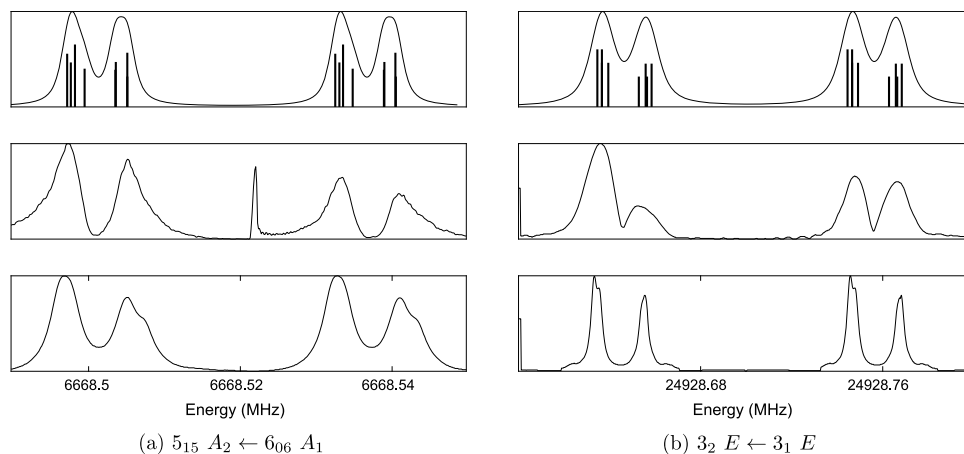 6668.5 6668.52 6668.54 24928.68 24928.76
Energy (MHz) Energy (MHz)
(a) 5₁₅ A₂ ← 6₀₆ A₁ (b) 3₂ E ← 3₁ E